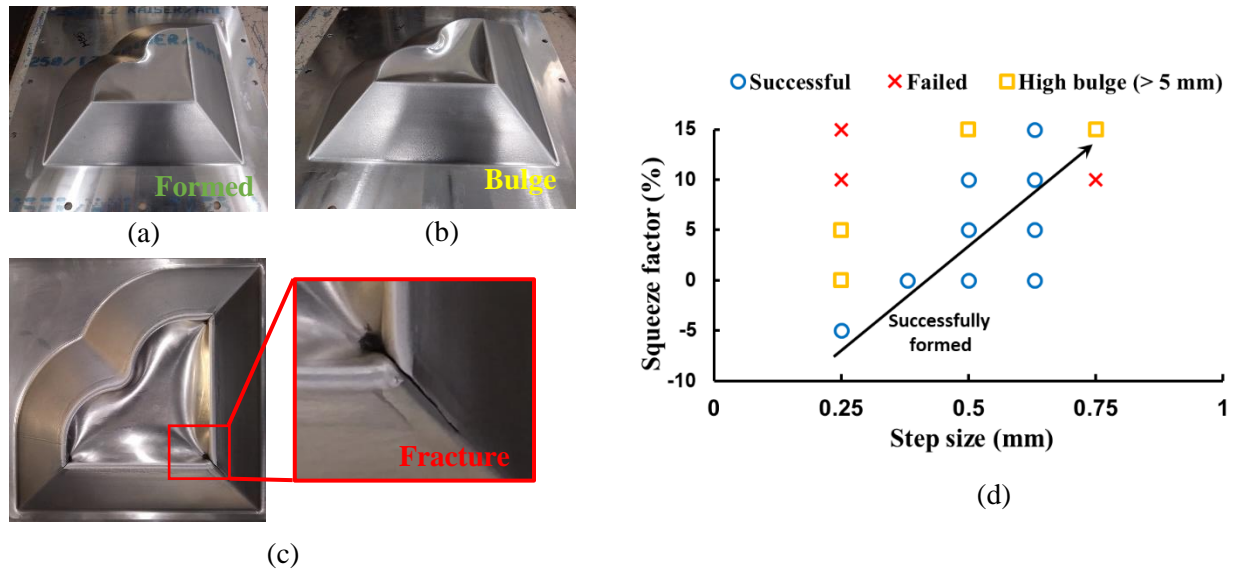 Formed
Bulge
(a)
(b)
Fracture
(c)
Successful Failed High bulge (> 5 mm)
Squeeze factor (%)
15
10
5
0
-5
-10
Successfully
formed
0 0.25 0.5 0.75 1
Step size (mm)
(d)